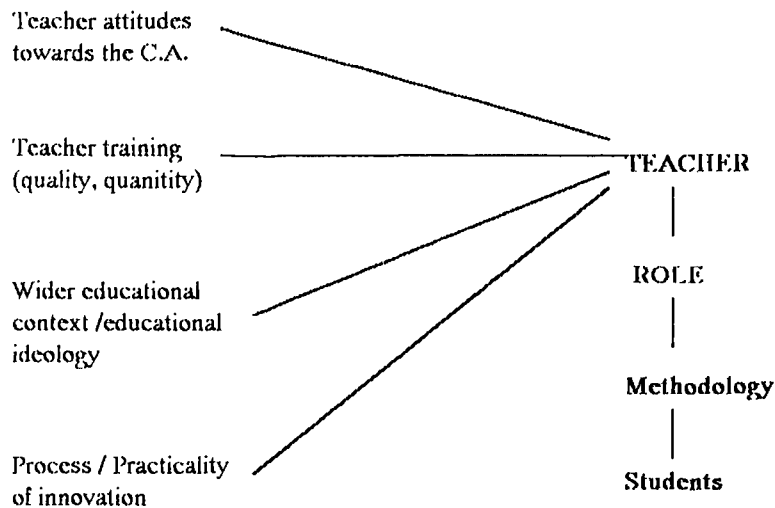 Teacher attitudes
towards the C.A.
Teacher training
(quality, quanitity)
TEACHER
Wider educational
context /educational
ideology
ROLE
Methodology
Process / Practicality
of innovation
Students